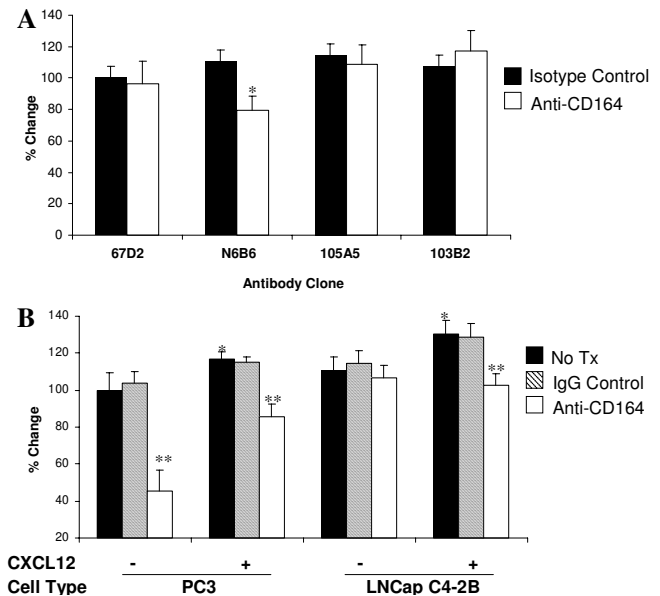 A
140
120
100
80
60
40
20
0
% Change
*
Isotype Control
Anti-CD164
67D2 N6B6 105A5 103B2
Antibody Clone
B
140
120
100
80
60
40
20
% Change
** * ** * **
No Tx
IgG Control
Anti-CD164
CXCL12 - + - +
Cell Type PC3 LNCap C4-2B